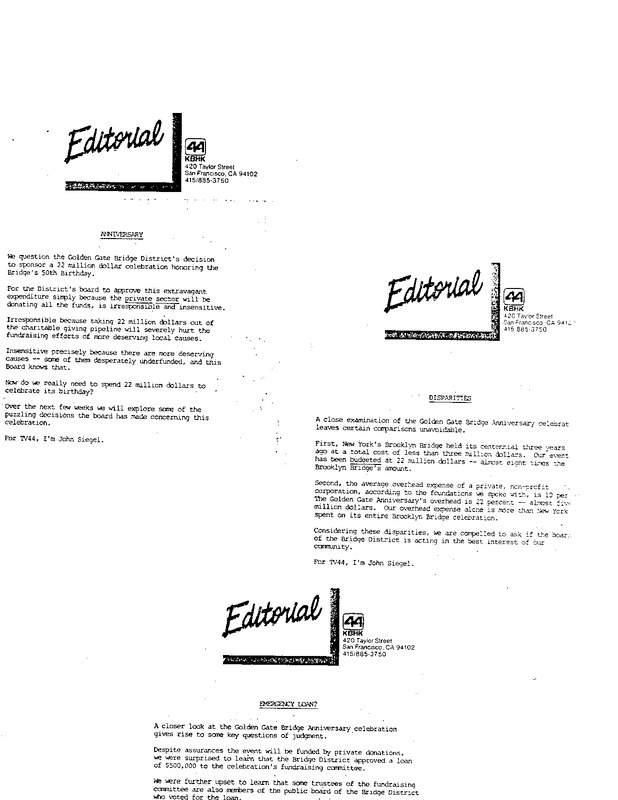 Editorial
44
KBHK
420 Taylor Street
San Francisco, CA 94102
415/885-3750
ANNIVERSARY
We question the Golden Gate Bridge District's decision
to sponsor a 22 million dollar celebration honoring the
Bridge's 50th Birthday.
For the District's board to approve this extravagant
expenditure simply because the private sector will be
donating all the funds, is irresponsible and insensitive.
Irresponsible because taking 22 million dollars out of
the charitable giving pipeline will severely hurt the
fundraising efforts of more deserving local causes.
Insensitive precisely because there are more deserving
causes -- some of them desperately underfunded, and this
Board knows that.
Now do we really need to spend 22 million dollars to
celebrate its birthday?
Over the next few weeks we will explore some of the
puzzling decisions the board has made concerning this
celebration.
For TV44, I'm John Siegel.
Editorial
44
KBHK
420 Taylor Street
San Francisco, CA 9410
415/885-3750
DISPARITIES
A close examination of the Golden Gate Bridge Anniversary celebrat
leaves certain comparisons unavoidable.
First, New York's Brooklyn Bridge held its centennial three years
ago at a total cost of less than three million dollars. Our event
has been budgeted at 22 million dollars -- almost eight times the
Brooklyn Bridge's amount.
Second, the average overhead expense of a private, non-profit
corporation, according to the foundations we spoke with, is 10 per
The Golden Gate Anniversary's overhead is 22 percent -- almost five
million dollars. Our overhead expense alone is more than New York
spent on its entire Brooklyn Bridge celebration.
Considering these disparities, we are compelled to ask if the boar
of the Bridge District is acting in the best interest of our
community.
For TV44, I'm John Siegel.
Editorial
44
KBHK
420 Taylor Street
San Francisco, CA 94102
415/885-3750
EMERGENCY LOAN?
A closer look at the Golden Gate Bridge Anniversary celebration
gives rise to some key questions of judgment.
Despite assurances the event will be funded by private donations,
we were surprised to learn that the Bridge District approved a loan
of $500,000 to the celebration's fundraising committee.
We were further upset to learn that some trustees of the fundraising
committee are also members of the public board of the Bridge District
who voted for the loan.